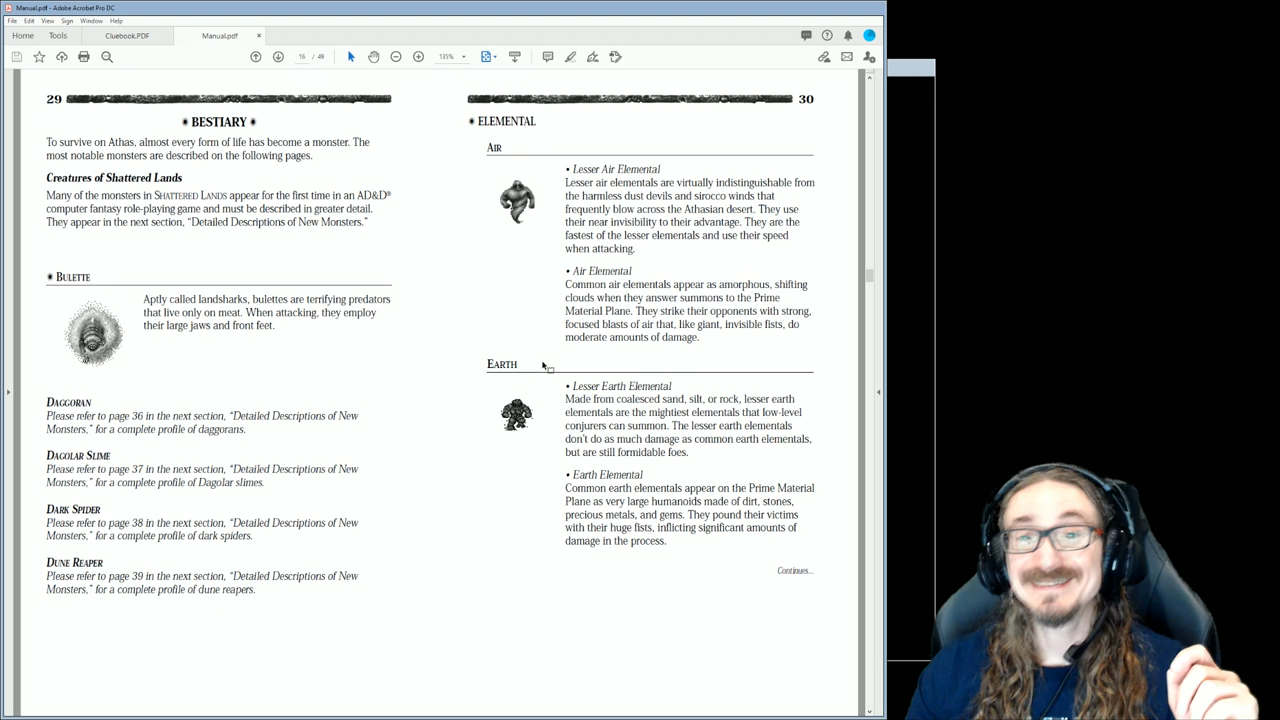 Manual.pdf - Adobe Acrobat Pro DC
File Edit View Sign Window Help
Home Tools Cluebook.PDF Manual.pdf ×
16 / 49 135%
29
• BESTIARY •
To survive on Athas, almost every form of life has become a monster. The
most notable monsters are described on the following pages.
Creatures of Shattered Lands
Many of the monsters in SHATTERED LANDS appear for the first time in an AD&D®
computer fantasy role-playing game and must be described in greater detail.
They appear in the next section, “Detailed Descriptions of New Monsters.”
• BULETTE
Aptly called landsharks, bulettes are terrifying predators
that live only on meat. When attacking, they employ
their large jaws and front feet.
DAGGORAN
Please refer to page 36 in the next section, “Detailed Descriptions of New
Monsters,” for a complete profile of daggorans.
DAGOLAR SLIME
Please refer to page 37 in the next section, “Detailed Descriptions of New
Monsters,” for a complete profile of Dagolar slimes.
DARK SPIDER
Please refer to page 38 in the next section, “Detailed Descriptions of New
Monsters,” for a complete profile of dark spiders.
DUNE REAPER
Please refer to page 39 in the next section, “Detailed Descriptions of New
Monsters,” for a complete profile of dune reapers.
30
• ELEMENTAL
AIR
• Lesser Air Elemental
Lesser air elementals are virtually indistinguishable from
the harmless dust devils and sirocco winds that
frequently blow across the Athasian desert. They use
their near invisibility to their advantage. They are the
fastest of the lesser elementals and use their speed
when attacking.
• Air Elemental
Common air elementals appear as amorphous, shifting
clouds when they answer summons to the Prime
Material Plane. They strike their opponents with strong,
focused blasts of air that, like giant, invisible fists, do
moderate amounts of damage.
EARTH
• Lesser Earth Elemental
Made from coalesced sand, silt, or rock, lesser earth
elementals are the mightiest elementals that low-level
conjurers can summon. The lesser earth elementals
don’t do as much damage as common earth elementals,
but are still formidable foes.
• Earth Elemental
Common earth elementals appear on the Prime Material
Plane as very large humanoids made of dirt, stones,
precious metals, and gems. They pound their victims
with their huge fists, inflicting significant amounts of
damage in the process.
Continues...